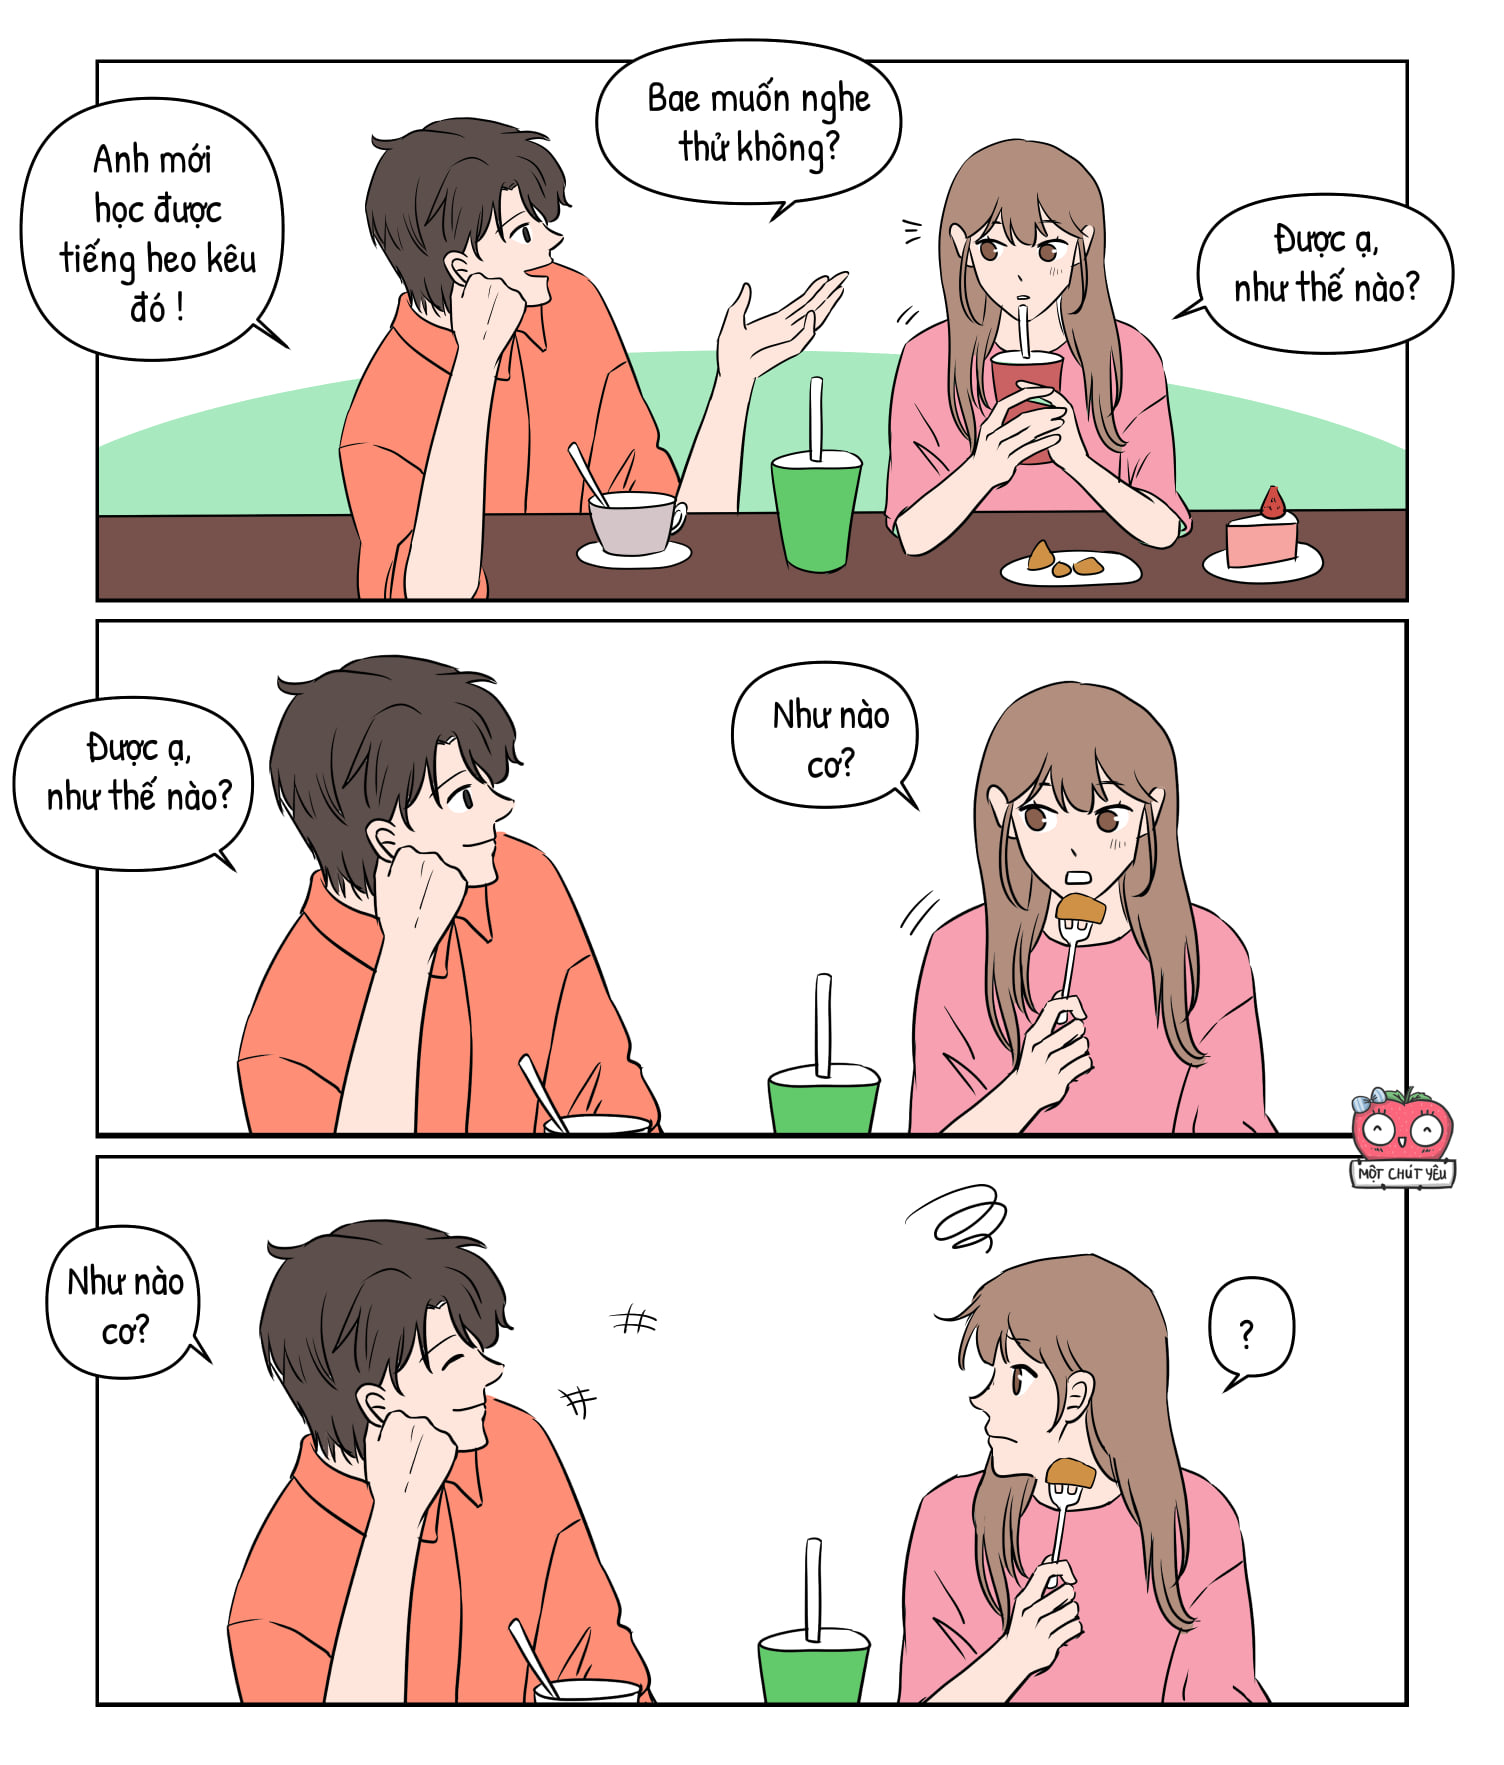 Anh mới
học được
tiếng heo kêu
đó !
Bae muốn nghe
thử không?
Được ạ,
như thế nào?
Được ạ,
như thế nào?
Như nào
cơ?
MỘT CHÚT YÊU
Như nào
cơ?
?